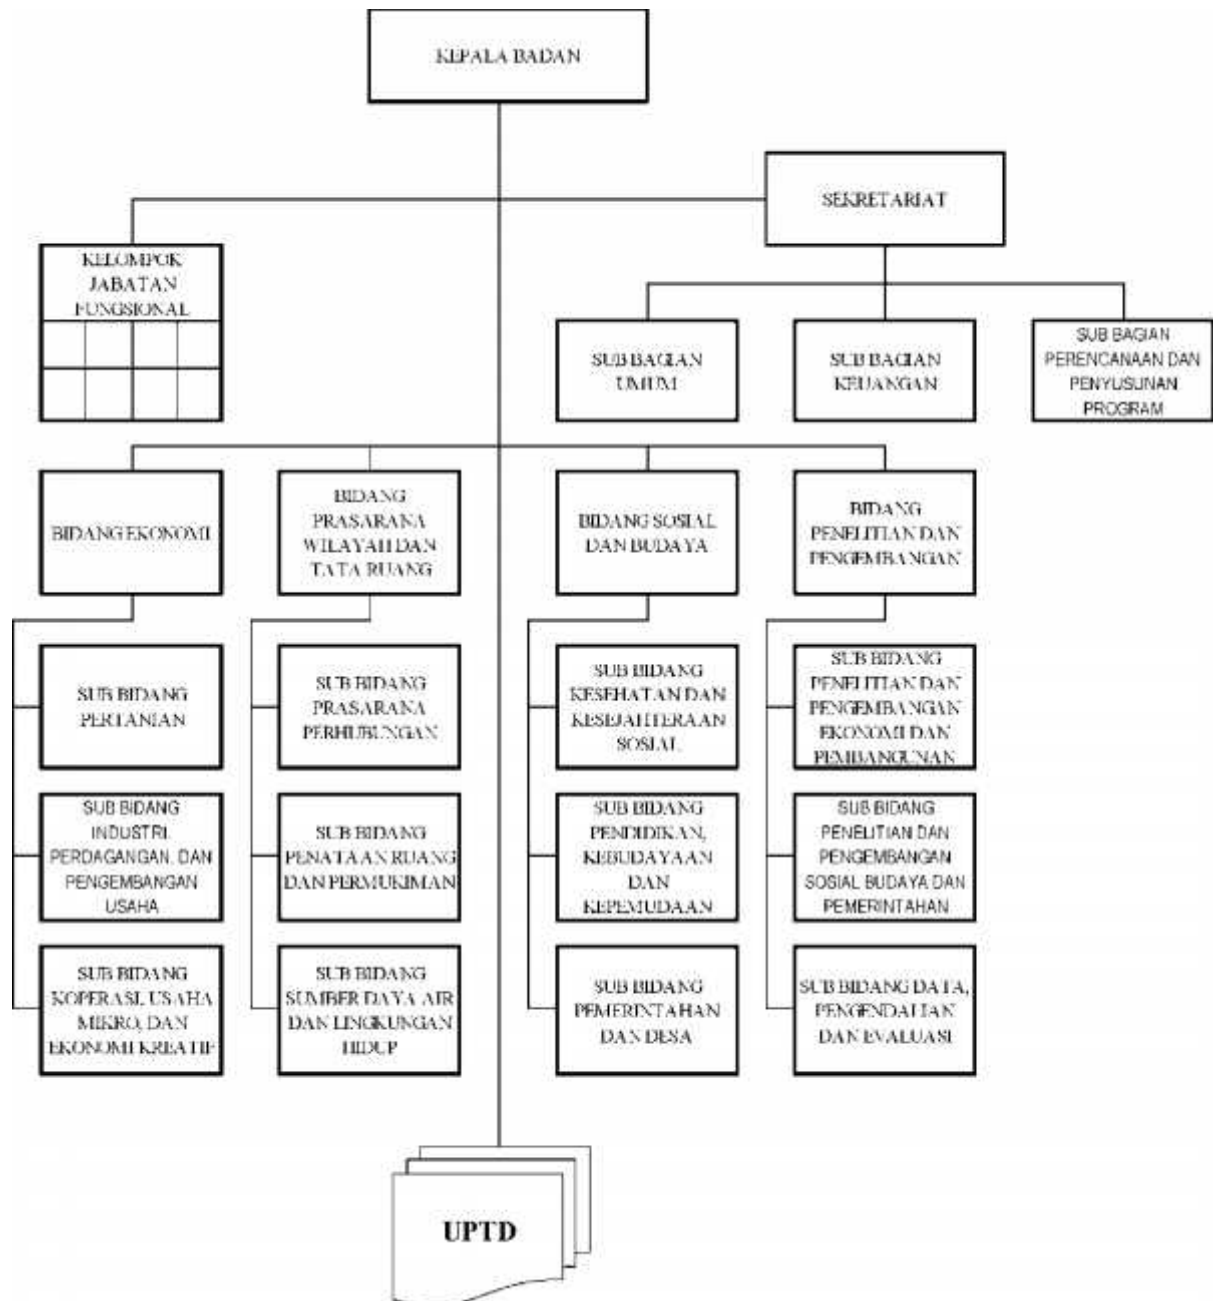 KEPALA BADAN
SEKRETARIAT
KELOMPOK
JABATAN
FUNGSIONAL
SUB BAGIAN
UMUM
SUB BAGIAN
KEUANGAN
SUB BAGIAN
PERENCANAAN DAN
PENYUSUNAN
PROGRAM
BIDANG EKONOMI
BIDANG
PRASARANA
WILAYAH DAN
TATA RUANG
BIDANG SOSIAL
DAN BUDAYA
BIDANG
PENELITIAN DAN
PENGEMBANGAN
SUB BIDANG
PERTANIAN
SUB BIDANG
PRASARANA
PERHUBUNGAN
SUB BIDANG
KESEHATAN DAN
KESEJAHTERAAN
SOSIAL
SUB BIDANG
PENELITIAN DAN
PENGEMBANGAN
EKONOMI DAN
PEMBANGUNAN
SUB BIDANG
INDUSTRI,
PERDAGANGAN, DAN
PENGEMBANGAN
USAHA
SUB BIDANG
PENATAAN RUANG
DAN PERMUKIMAN
SUB BIDANG
PENDIDIKAN,
KEBUDAYAAN
DAN
KEPEMUDAAN
SUB BIDANG
PENELITIAN DAN
PENGEMBANGAN
SOSIAL BUDAYA DAN
PEMERINTAHAN
SUB BIDANG
KOPERASI, USAHA
MIKRO, DAN
EKONOMI KREATIF
SUB BIDANG
SUMBER DAYA AIR
DAN LINGKUNGAN
HIDUP
SUB BIDANG
PEMERINTAHAN
DAN DESA
SUB BIDANG DATA,
PENGENDALIAN
DAN EVALUASI
UPTD